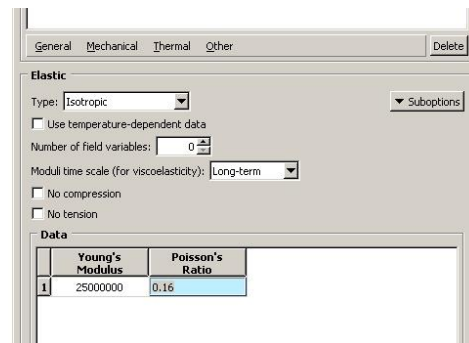 General Mechanical Thermal Other Delete
Elastic
Type: Isotropic Suboptions
Use temperature-dependent data
Number of field variables: 0
Moduli time scale (for viscoelasticity): Long-term
No compression
No tension
Data
Young's Modulus Poisson's Ratio
1 25000000 0.16